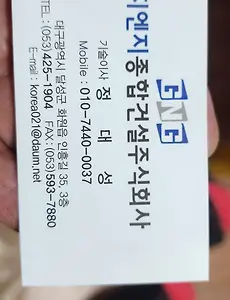 ENG
지엔지 종합건설주식회사
기술이사 정 대 성
Mobile : 010-7440-0037
대구광역시 달성군 화원읍 인흥길 35, 3층
TEL : (053)425-1904 FAX : (053)593-7880
E-mail : korea021@daum.net